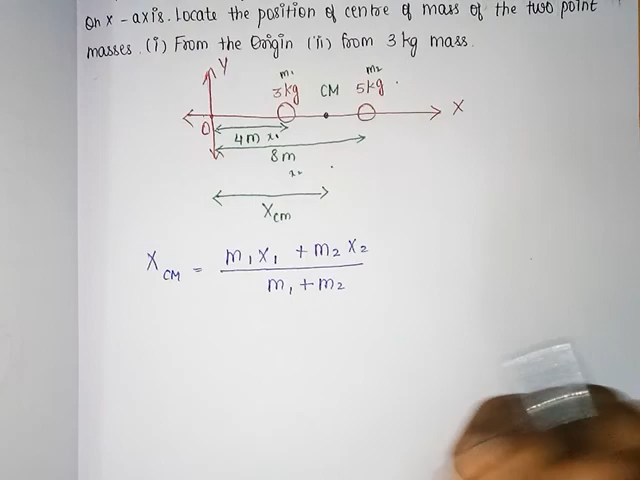 on x-axis. Locate the position of centre of mass of the two point
masses. (i) From the Origin (ii) from 3 kg mass.
Y
m₁ m₂
3kg CM 5kg
X
O
4m x₁
8m
x₂
Xcm
X CM = m₁x₁ + m₂x₂
m₁ + m₂